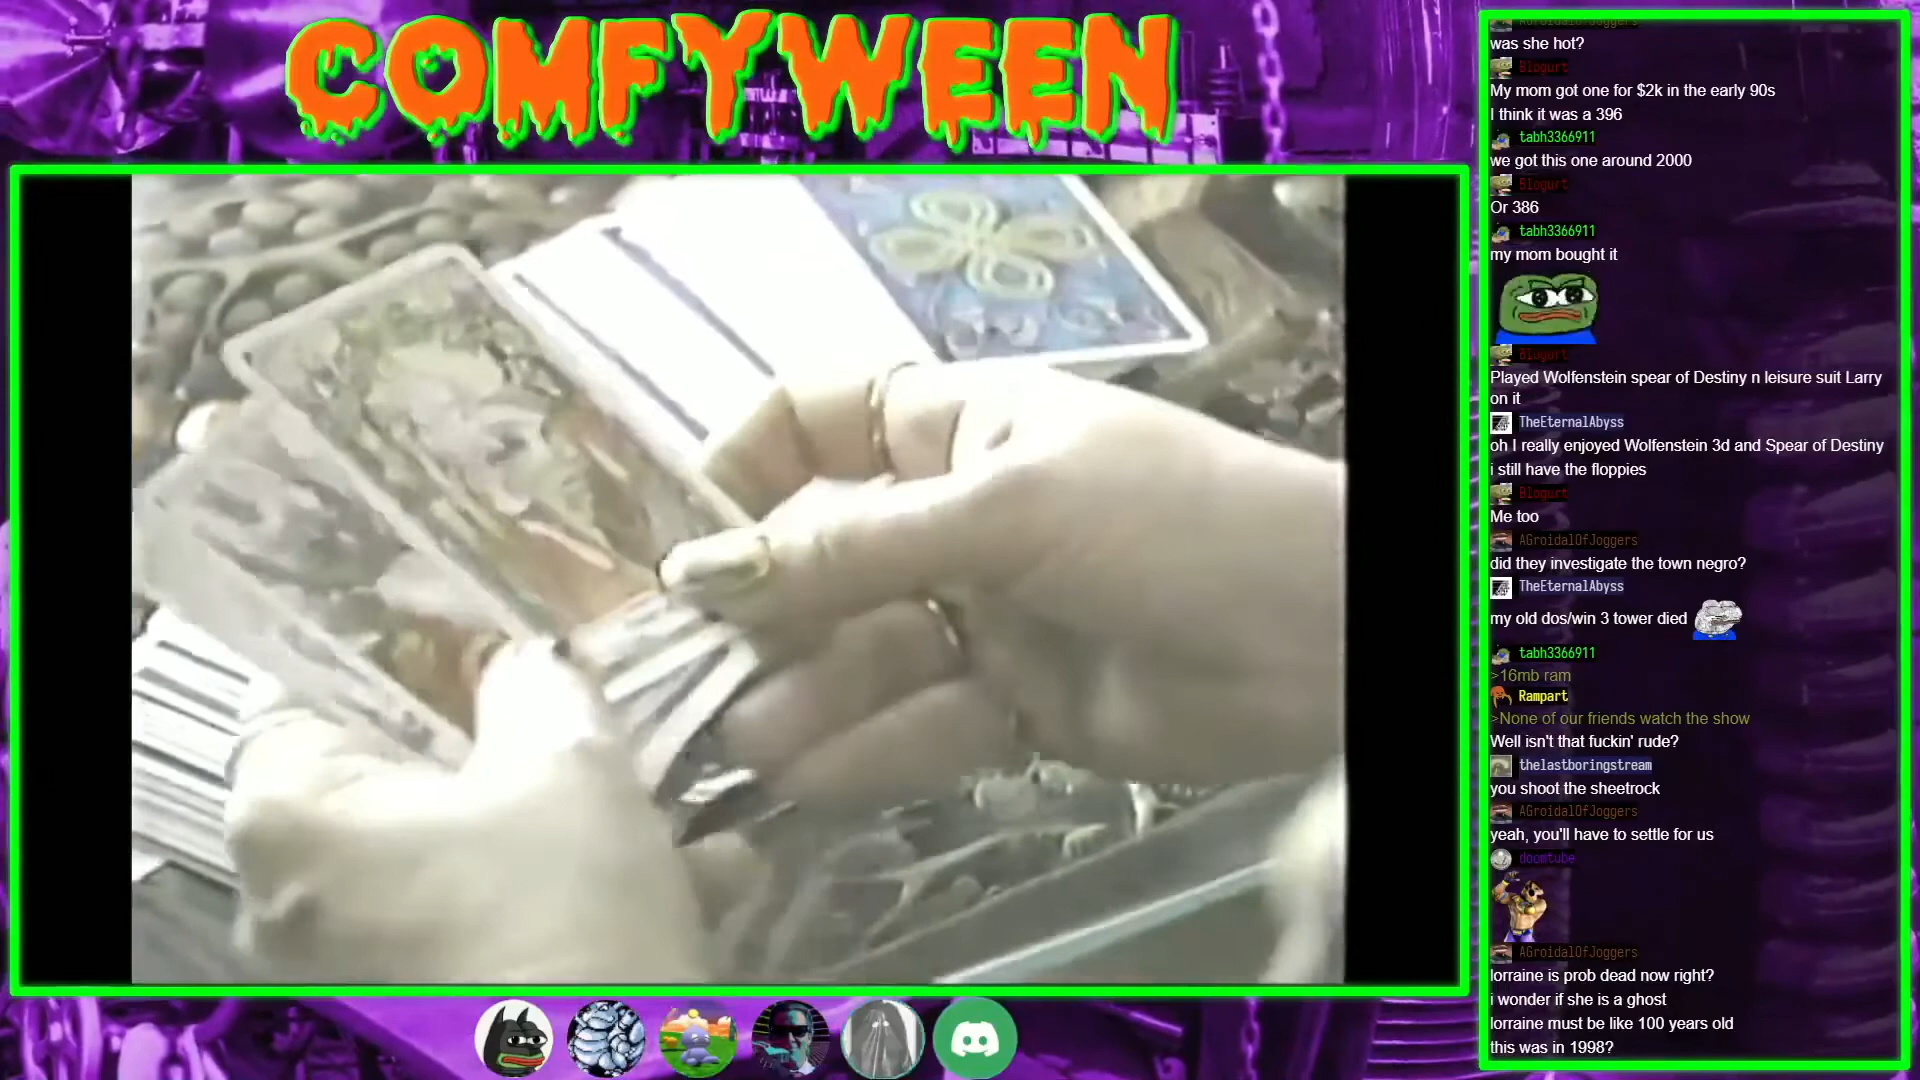 COMFYWEEN
AGroidalOfJoggers
was she hot?
Blogurt
My mom got one for $2k in the early 90s
I think it was a 396
tabh3366911
we got this one around 2000
Blogurt
Or 386
tabh3366911
my mom bought it
Blogurt
Played Wolfenstein spear of Destiny n leisure suit Larry
on it
TheEternalAbyss
oh I really enjoyed Wolfenstein 3d and Spear of Destiny
i still have the floppies
Blogurt
Me too
AGroidalOfJoggers
did they investigate the town negro?
TheEternalAbyss
my old dos/win 3 tower died
tabh3366911
>16mb ram
Rampart
>None of our friends watch the show
Well isn't that fuckin' rude?
thelastboringstream
you shoot the sheetrock
AGroidalOfJoggers
yeah, you'll have to settle for us
doomtube
AGroidalOfJoggers
lorraine is prob dead now right?
i wonder if she is a ghost
lorraine must be like 100 years old
this was in 1998?